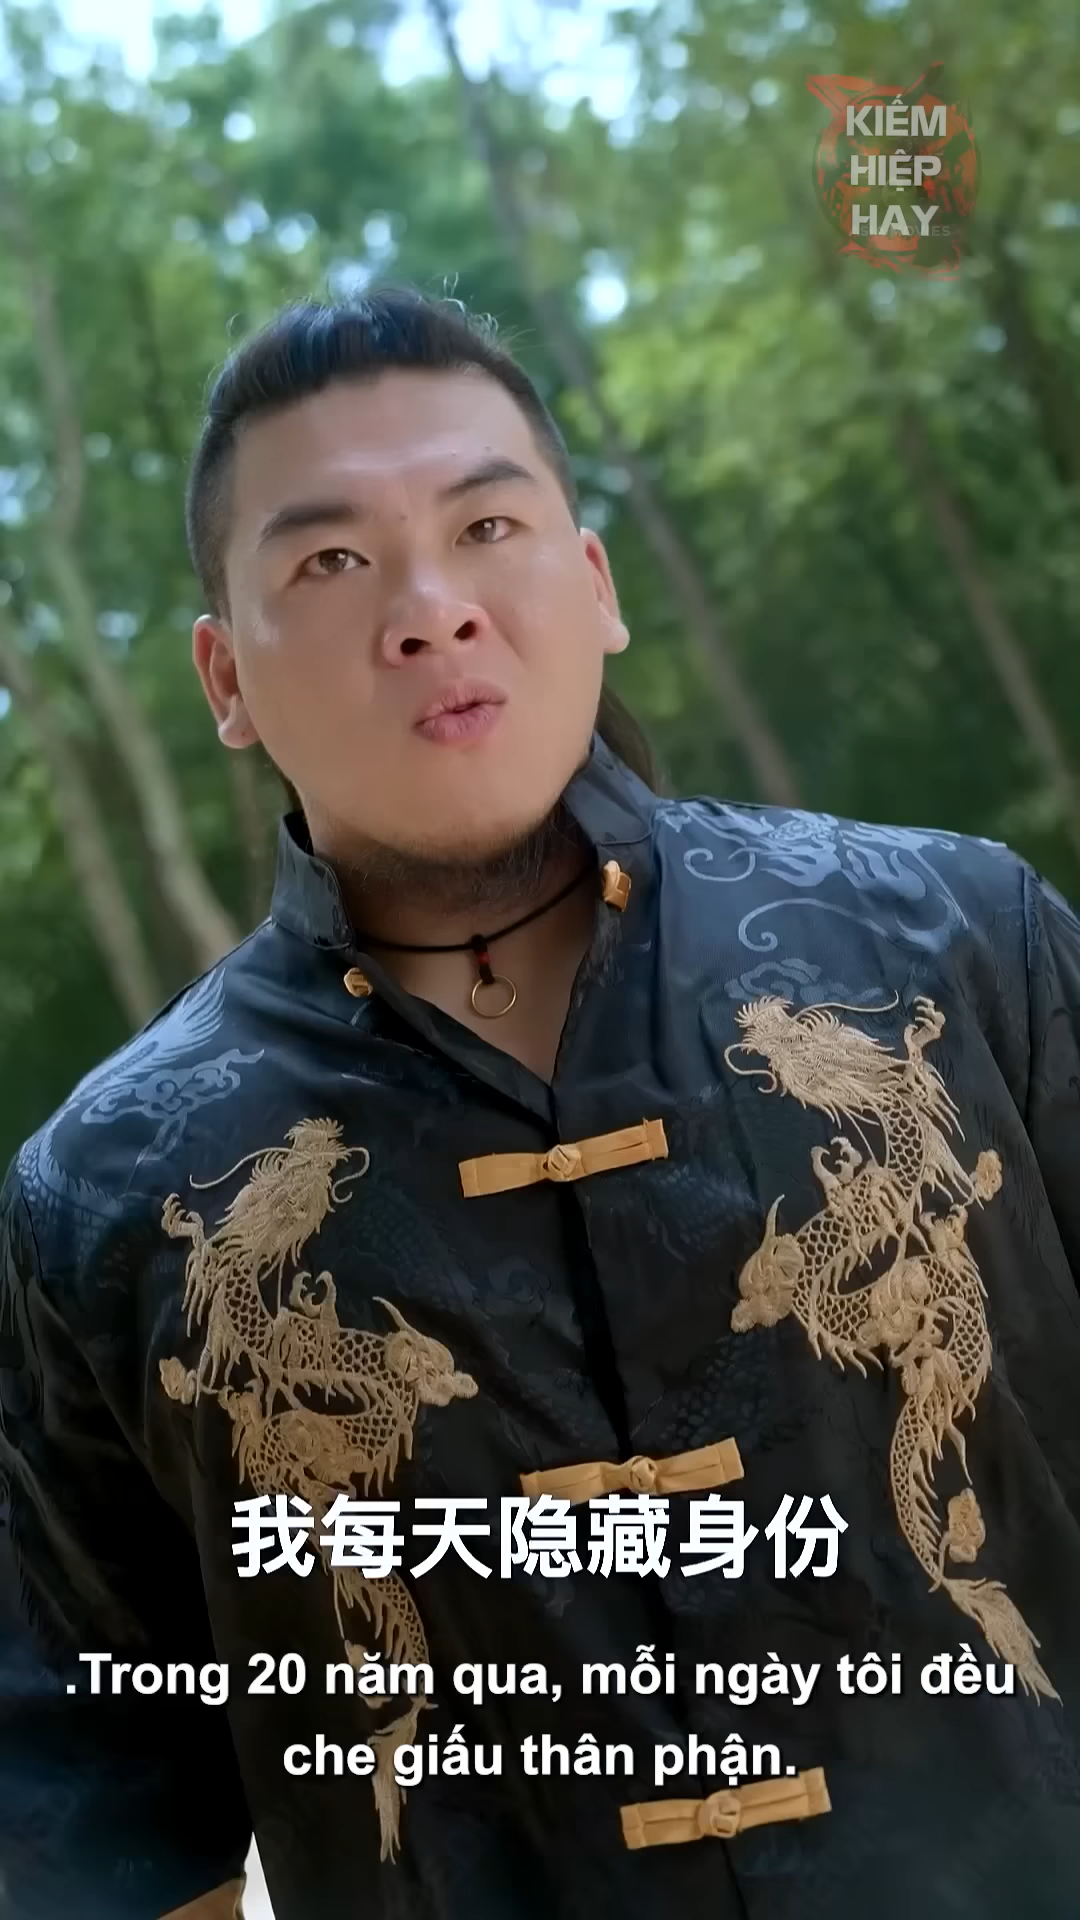 KIẾM
HIỆP
HAY
我每天隐藏身份
.Trong 20 năm qua, mỗi ngày tôi đều
che giấu thân phận.